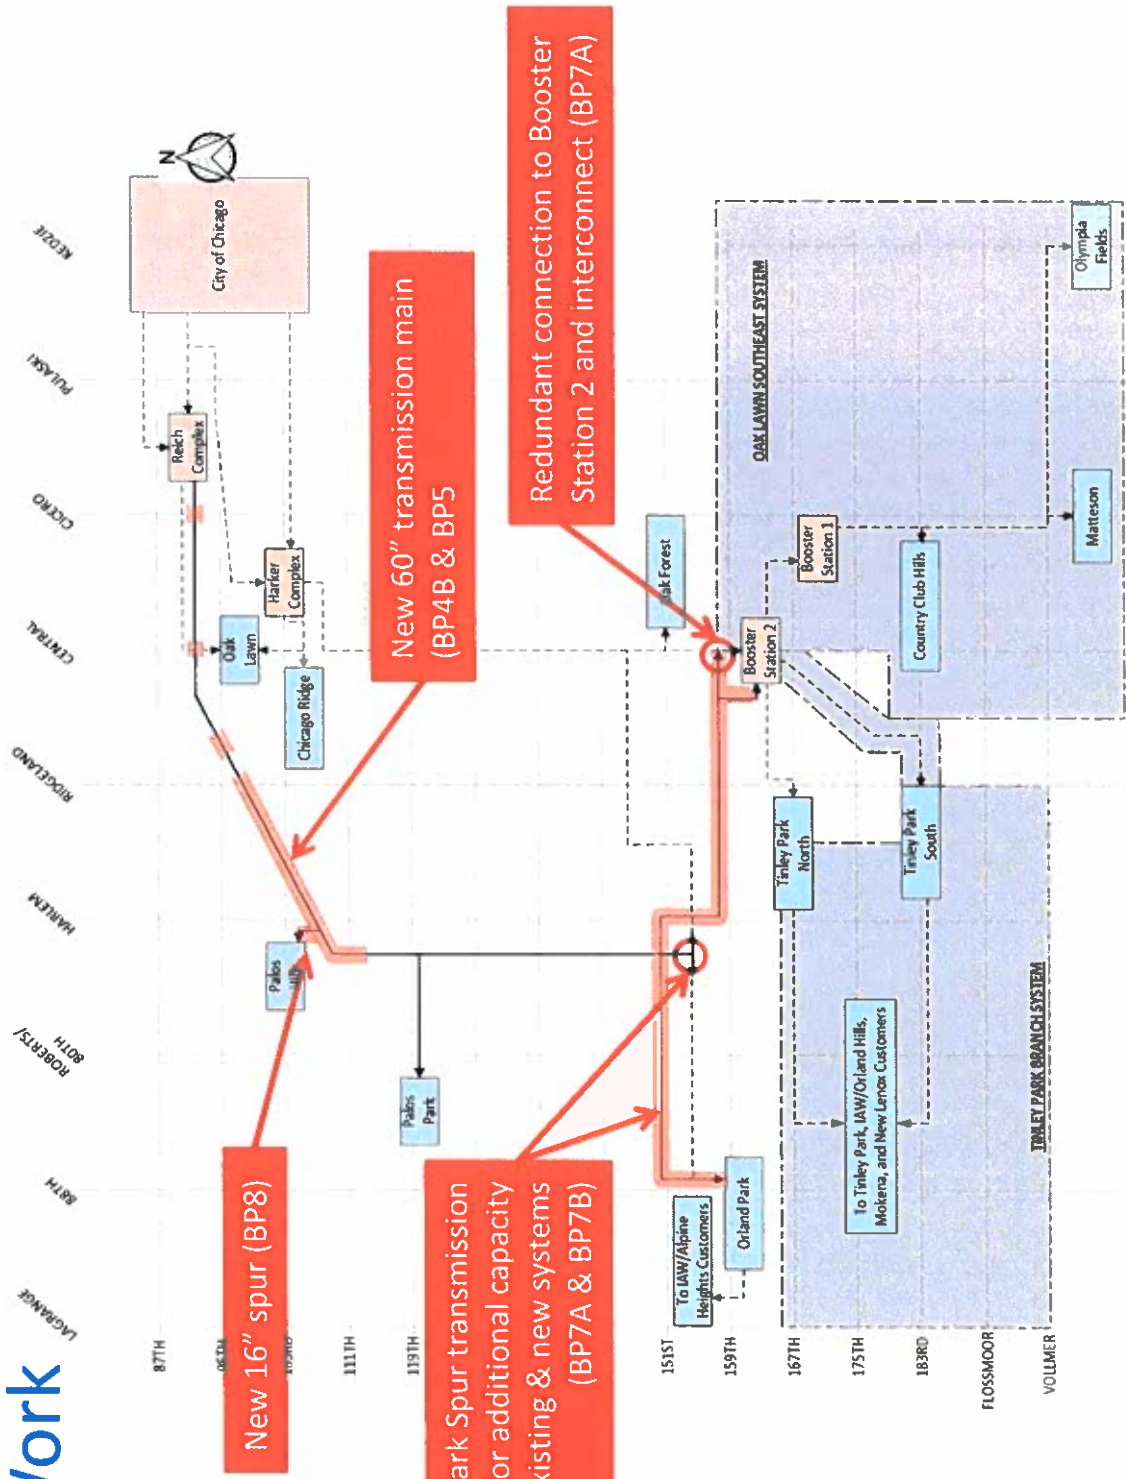 Work
LAGRANGE
88TH
ROBERTS/
80TH
HARLEM
RIDGELAND
CENTRAL
CICERO
PULASKI
KEDZIE
N
City of Chicago
87TH
95TH
103RD
111TH
119TH
151ST
159TH
167TH
175TH
183RD
FLOSSMOOR
VOLLMER
Reich
Complex
Harker
Complex
Oak
Lawn
Chicago Ridge
Palos
Hills
Palos
Park
New 16" spur (BP8)
New 60" transmission main
(BP4B & BP5
ark Spur transmission
or additional capacity
xisting & new systems
(BP7A & BP7B)
Redundant connection to Booster
Station 2 and interconnect (BP7A)
Oak Forest
To IAW/Alpine
Heights Customers
Orland Park
Booster
Station 2
Booster
Station 1
Tinley Park
North
Tinley Park
South
To Tinley Park, IAW/Orland Hills,
Mokena, and New Lenox Customers
TINLEY PARK BRANCH SYSTEM
OAK LAWN SOUTHEAST SYSTEM
Country Club Hills
Matteson
Olympia
Fields